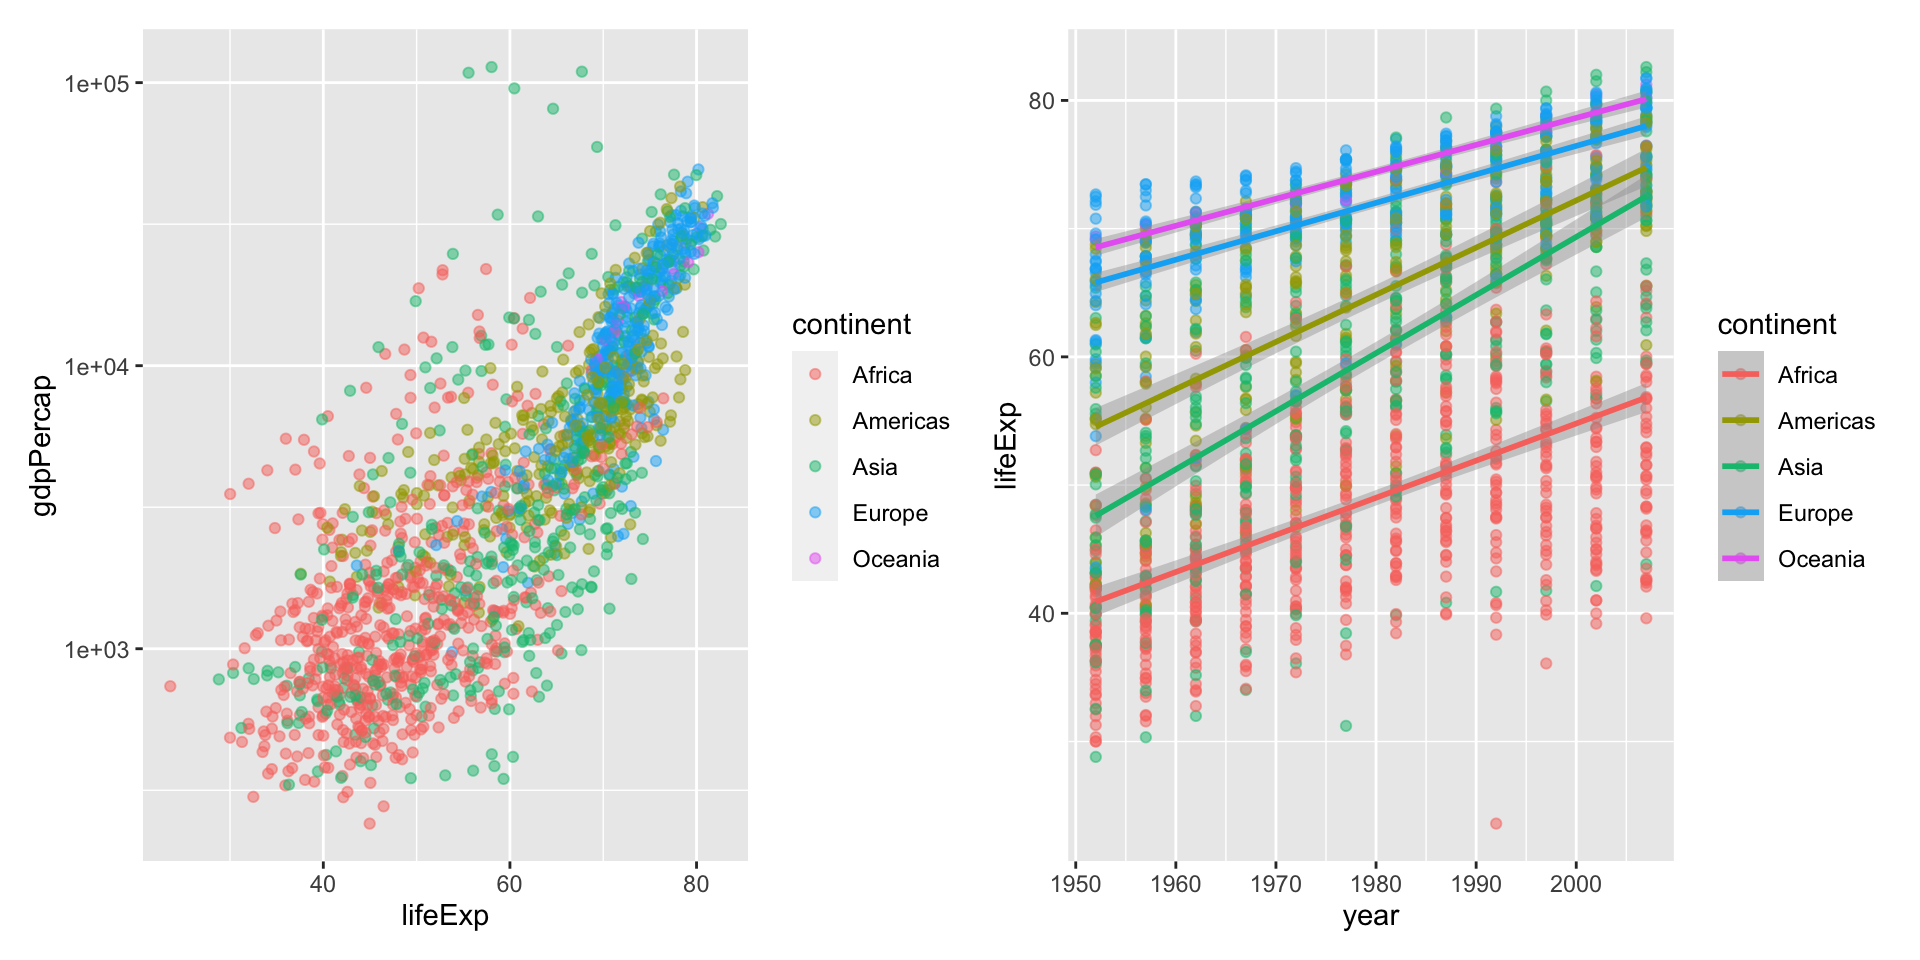 1e+05
1e+04
1e+03
gdpPercap
40 60 80
lifeExp
continent
Africa
Americas
Asia
Europe
Oceania
80
60
40
lifeExp
1950 1960 1970 1980 1990 2000
year
continent
Africa
Americas
Asia
Europe
Oceania